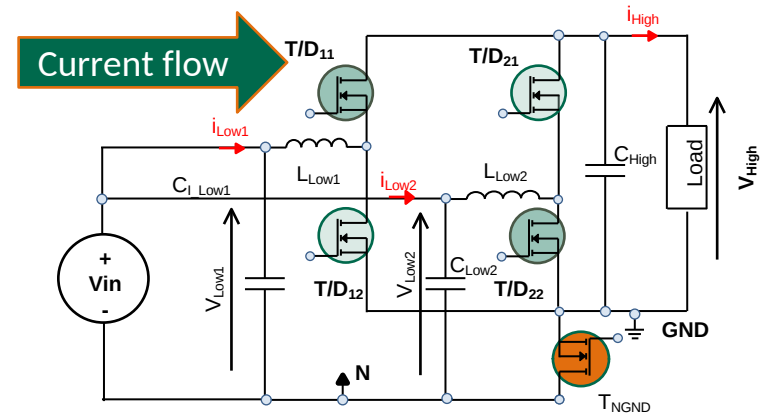 Current flow
T/D11
T/D21
iHigh
iLow1
LLow1
CI_Low1
iLow2
LLow2
CHigh
Load
VHigh
+
Vin
-
VLow1
T/D12
VLow2
CLow2
T/D22
GND
N
TNGND